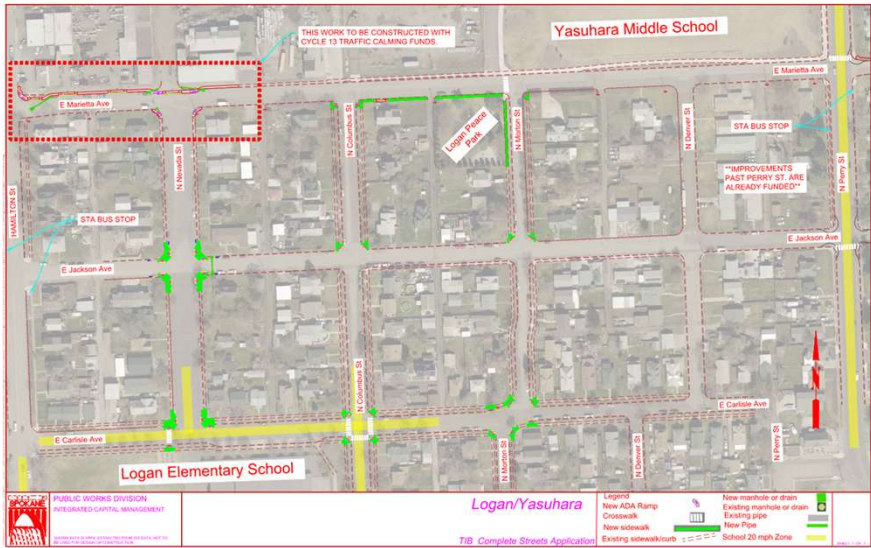 THIS WORK TO BE CONSTRUCTED WITH
CYCLE 13 TRAFFIC CALMING FUNDS.
Yasuhara Middle School
E Marietta Ave
E Marietta Ave
N Nevada St
N Columbus St
Logan Peace
Park
N Morton St
N Denver St
STA BUS STOP
N Perry St
**IMPROVEMENTS
PAST PERRY ST. ARE
ALREADY FUNDED**
HAMILTON St
STA BUS STOP
E Jackson Ave
E Jackson Ave
N Columbus St
E Carlisle Ave
E Carlisle Ave
N Morton St
N Denver St
N Perry St
N
Logan Elementary School
SPOKANE
PUBLIC WORKS DIVISION
INTEGRATED CAPITAL MANAGEMENT
Logan/Yasuhara
TIB Complete Streets Application
Legend
New ADA Ramp
Crosswalk
New sidewalk
Existing sidewalk/curb
New manhole or drain
Existing manhole or drain
Existing pipe
New Pipe
School 20 mph Zone